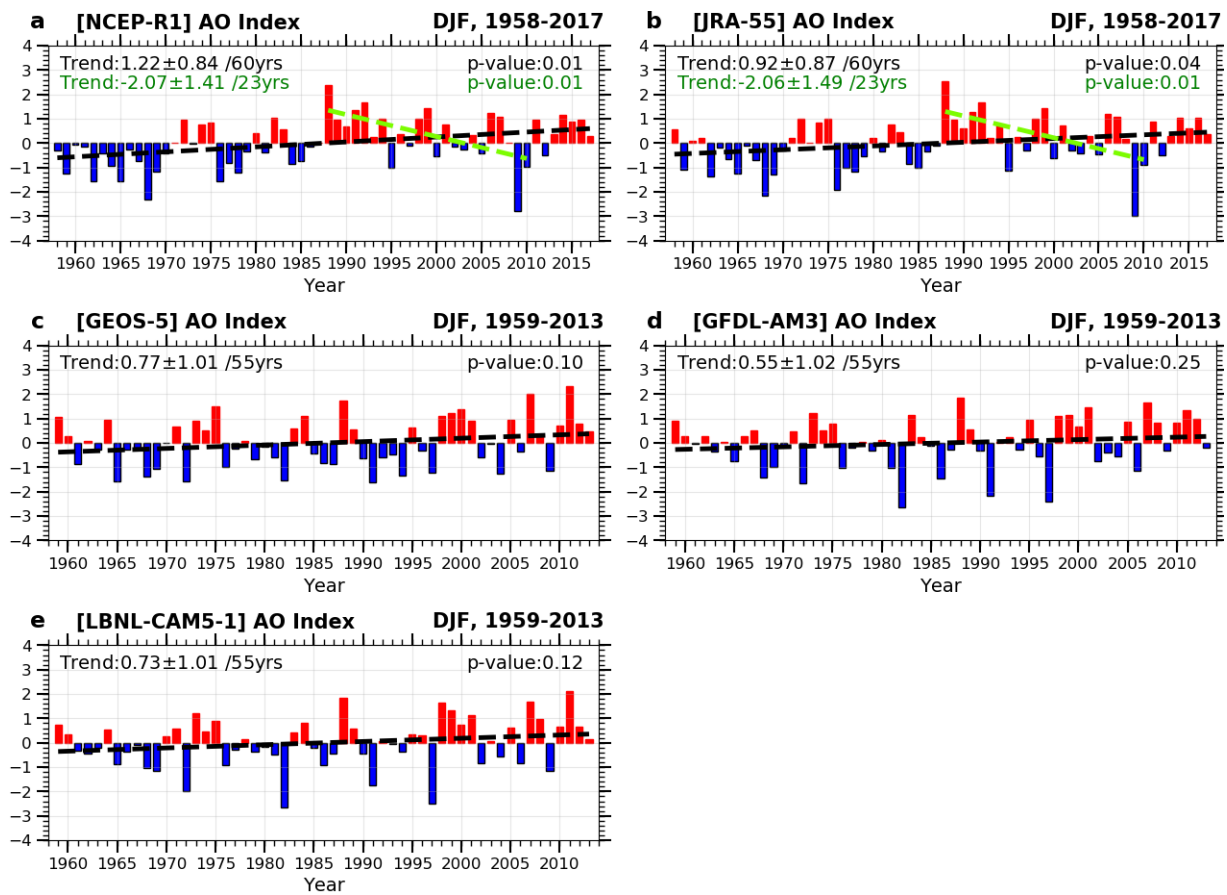 a [NCEP-R1] AO Index DJF, 1958-2017
Trend:1.22±0.84 /60yrs p-value:0.01
Trend:-2.07±1.41 /23yrs p-value:0.01
4
3
2
1
0
−1
−2
−3
−4
1960 1965 1970 1975 1980 1985 1990 1995 2000 2005 2010 2015
Year
b [JRA-55] AO Index DJF, 1958-2017
Trend:0.92±0.87 /60yrs p-value:0.04
Trend:-2.06±1.49 /23yrs p-value:0.01
4
3
2
1
0
−1
−2
−3
−4
1960 1965 1970 1975 1980 1985 1990 1995 2000 2005 2010 2015
Year
c [GEOS-5] AO Index DJF, 1959-2013
Trend:0.77±1.01 /55yrs p-value:0.10
4
3
2
1
0
−1
−2
−3
−4
1960 1965 1970 1975 1980 1985 1990 1995 2000 2005 2010
Year
d [GFDL-AM3] AO Index DJF, 1959-2013
Trend:0.55±1.02 /55yrs p-value:0.25
4
3
2
1
0
−1
−2
−3
−4
1960 1965 1970 1975 1980 1985 1990 1995 2000 2005 2010
Year
e [LBNL-CAM5-1] AO Index DJF, 1959-2013
Trend:0.73±1.01 /55yrs p-value:0.12
4
3
2
1
0
−1
−2
−3
−4
1960 1965 1970 1975 1980 1985 1990 1995 2000 2005 2010
Year